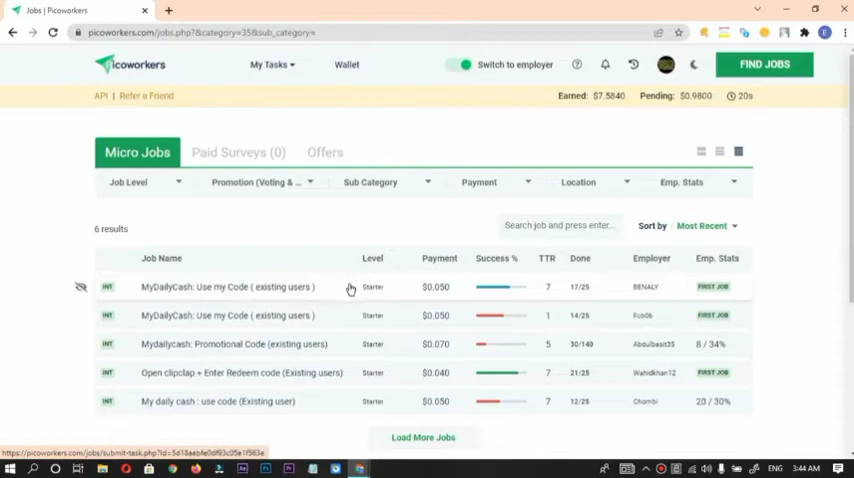 Jobs | Picoworkers
picoworkers.com/jobs.php?&category=35&sub_category=
Picoworkers My Tasks Wallet Switch to employer FIND JOBS
API | Refer a Friend Earned: $7.5840 Pending: $0.9800 20s
Micro Jobs Paid Surveys (0) Offers
Job Level Promotion (Voting & ... Sub Category Payment Location Emp. Stats
6 results Search job and press enter... Sort by Most Recent
Job Name Level Payment Success % TTR Done Employer Emp. Stats
INT MyDailyCash: Use my Code ( existing users ) Starter $0.050 7 17/25 BENALY FIRST JOB
INT MyDailyCash: Use my Code ( existing users ) Starter $0.050 1 14/25 Fcb06 FIRST JOB
INT Mydailycash: Promotional Code (existing users) Starter $0.070 5 30/140 Abdulbasit35 8 / 34%
INT Open clipclap + Enter Redeem code (Existing users) Starter $0.040 7 21/25 Wahidkhan12 FIRST JOB
INT My daily cash : use code (Existing user) Starter $0.050 7 12/25 Chombi 20 / 30%
Load More Jobs
https://picoworkers.com/jobs/submit-task.php?Id=5d18aebfe0df93c05e1f563e
ENG 3:44 AM